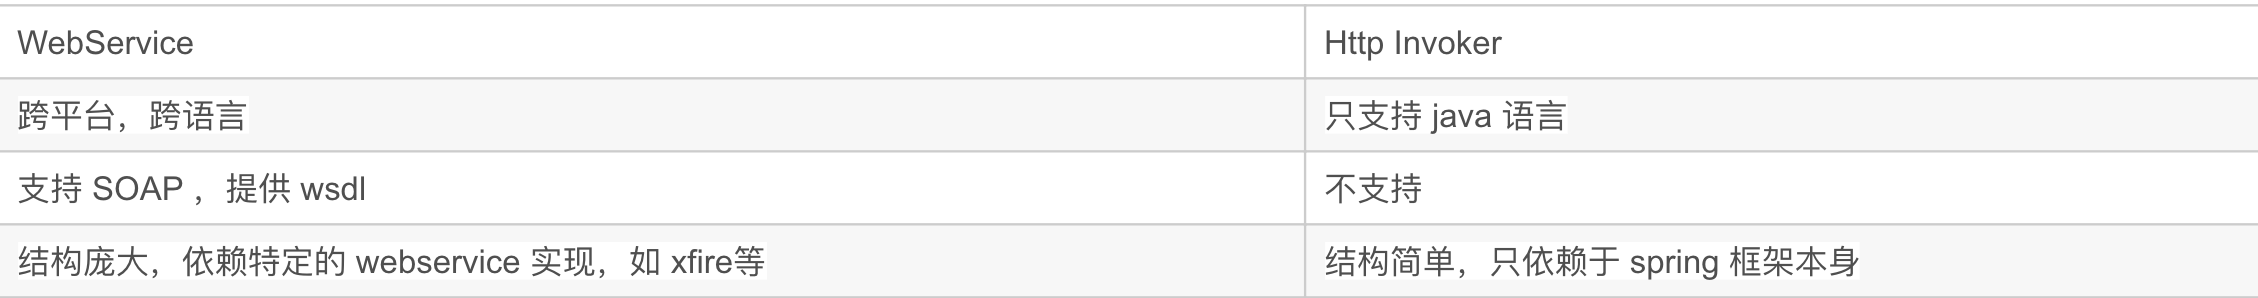 WebService
Http Invoker
跨平台，跨语言
只支持 java 语言
支持 SOAP ，提供 wsdl
不支持
结构庞大，依赖特定的 webservice 实现，如 xfire等
结构简单，只依赖于 spring 框架本身